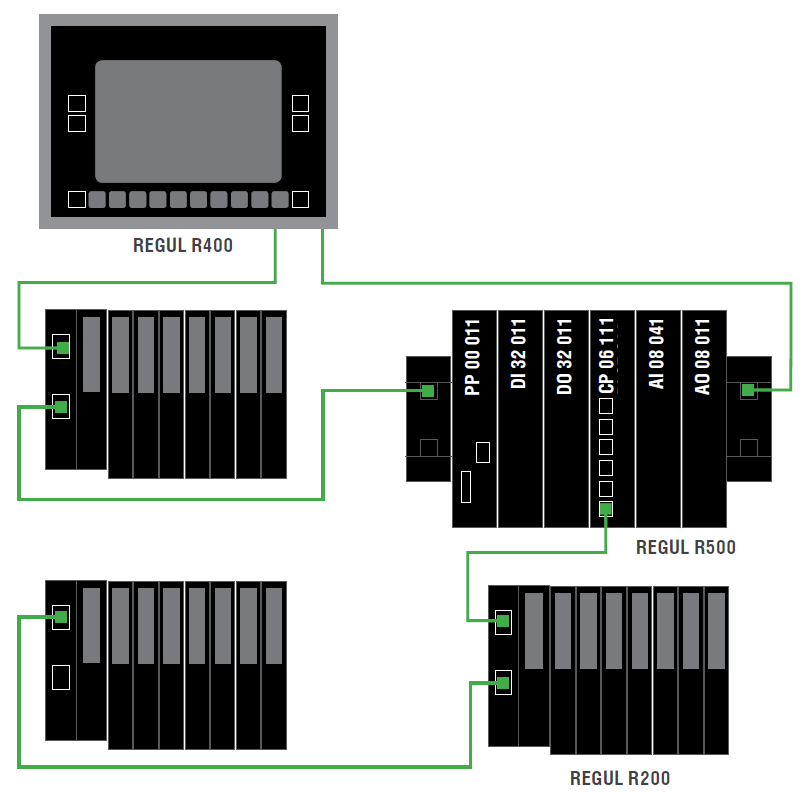 REGUL R400
PP 00 011
DI 32 011
DO 32 011
CP 06 111
AI 08 041
AO 08 011
REGUL R500
REGUL R200